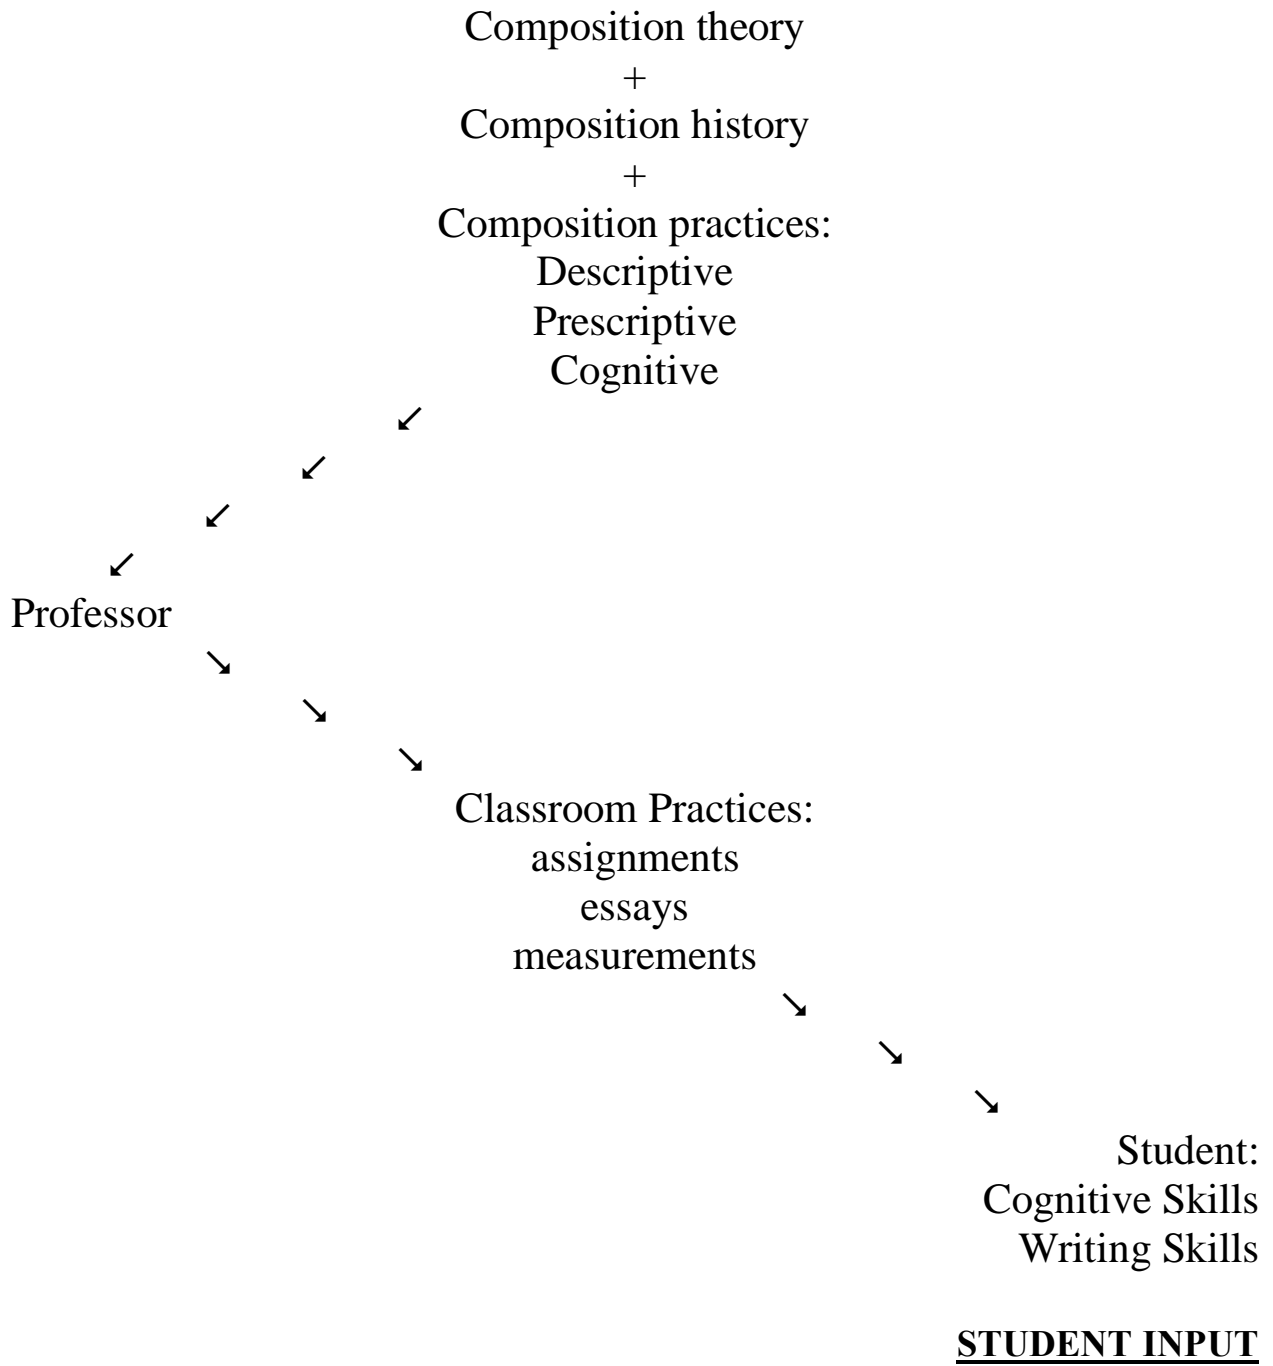 Composition theory
+
Composition history
+
Composition practices:
Descriptive
Prescriptive
Cognitive
↙
↙
↙
↙
Professor
↘
↘
↘
Classroom Practices:
assignments
essays
measurements
↘
↘
↘
Student:
Cognitive Skills
Writing Skills
STUDENT INPUT